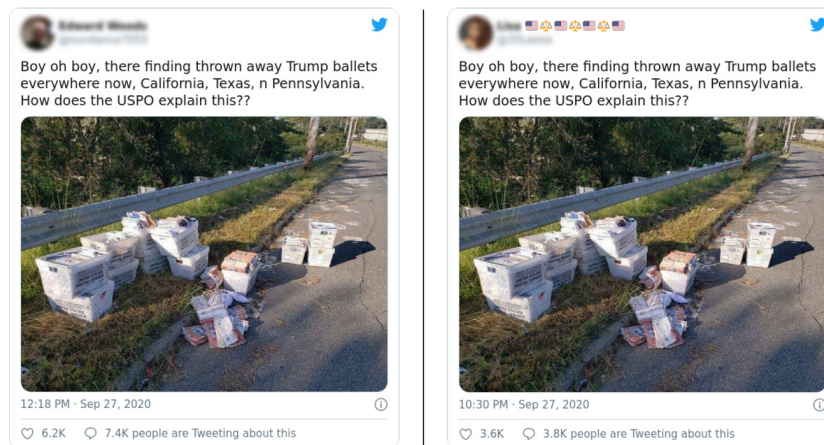 Boy oh boy, there finding thrown away Trump ballets
everywhere now, California, Texas, n Pennsylvania.
How does the USPO explain this??
12:18 PM · Sep 27, 2020
6.2K 7.4K people are Tweeting about this
Boy oh boy, there finding thrown away Trump ballets
everywhere now, California, Texas, n Pennsylvania.
How does the USPO explain this??
10:30 PM · Sep 27, 2020
3.6K 3.8K people are Tweeting about this